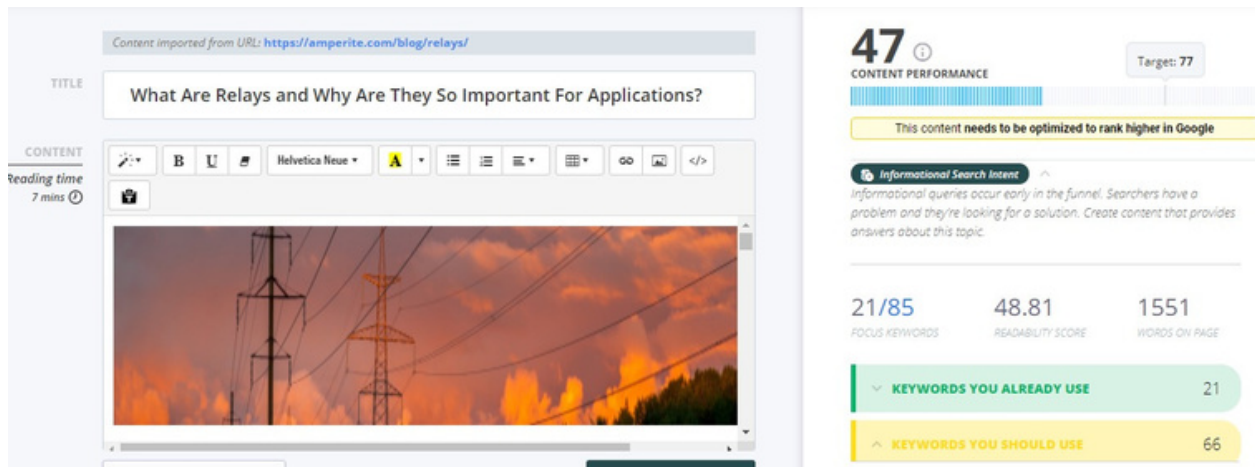 Content imported from URL: https://amperite.com/blog/relays/
TITLE
What Are Relays and Why Are They So Important For Applications?
CONTENT
Reading time
7 mins
B U Helvetica Neue A </>
47
CONTENT PERFORMANCE
Target: 77
This content needs to be optimized to rank higher in Google
Informational Search Intent
Informational queries occur early in the funnel. Searchers have a
problem and they're looking for a solution. Create content that provides
answers about this topic.
21/85 48.81 1551
FOCUS KEYWORDS READABILITY SCORE WORDS ON PAGE
KEYWORDS YOU ALREADY USE 21
KEYWORDS YOU SHOULD USE 66